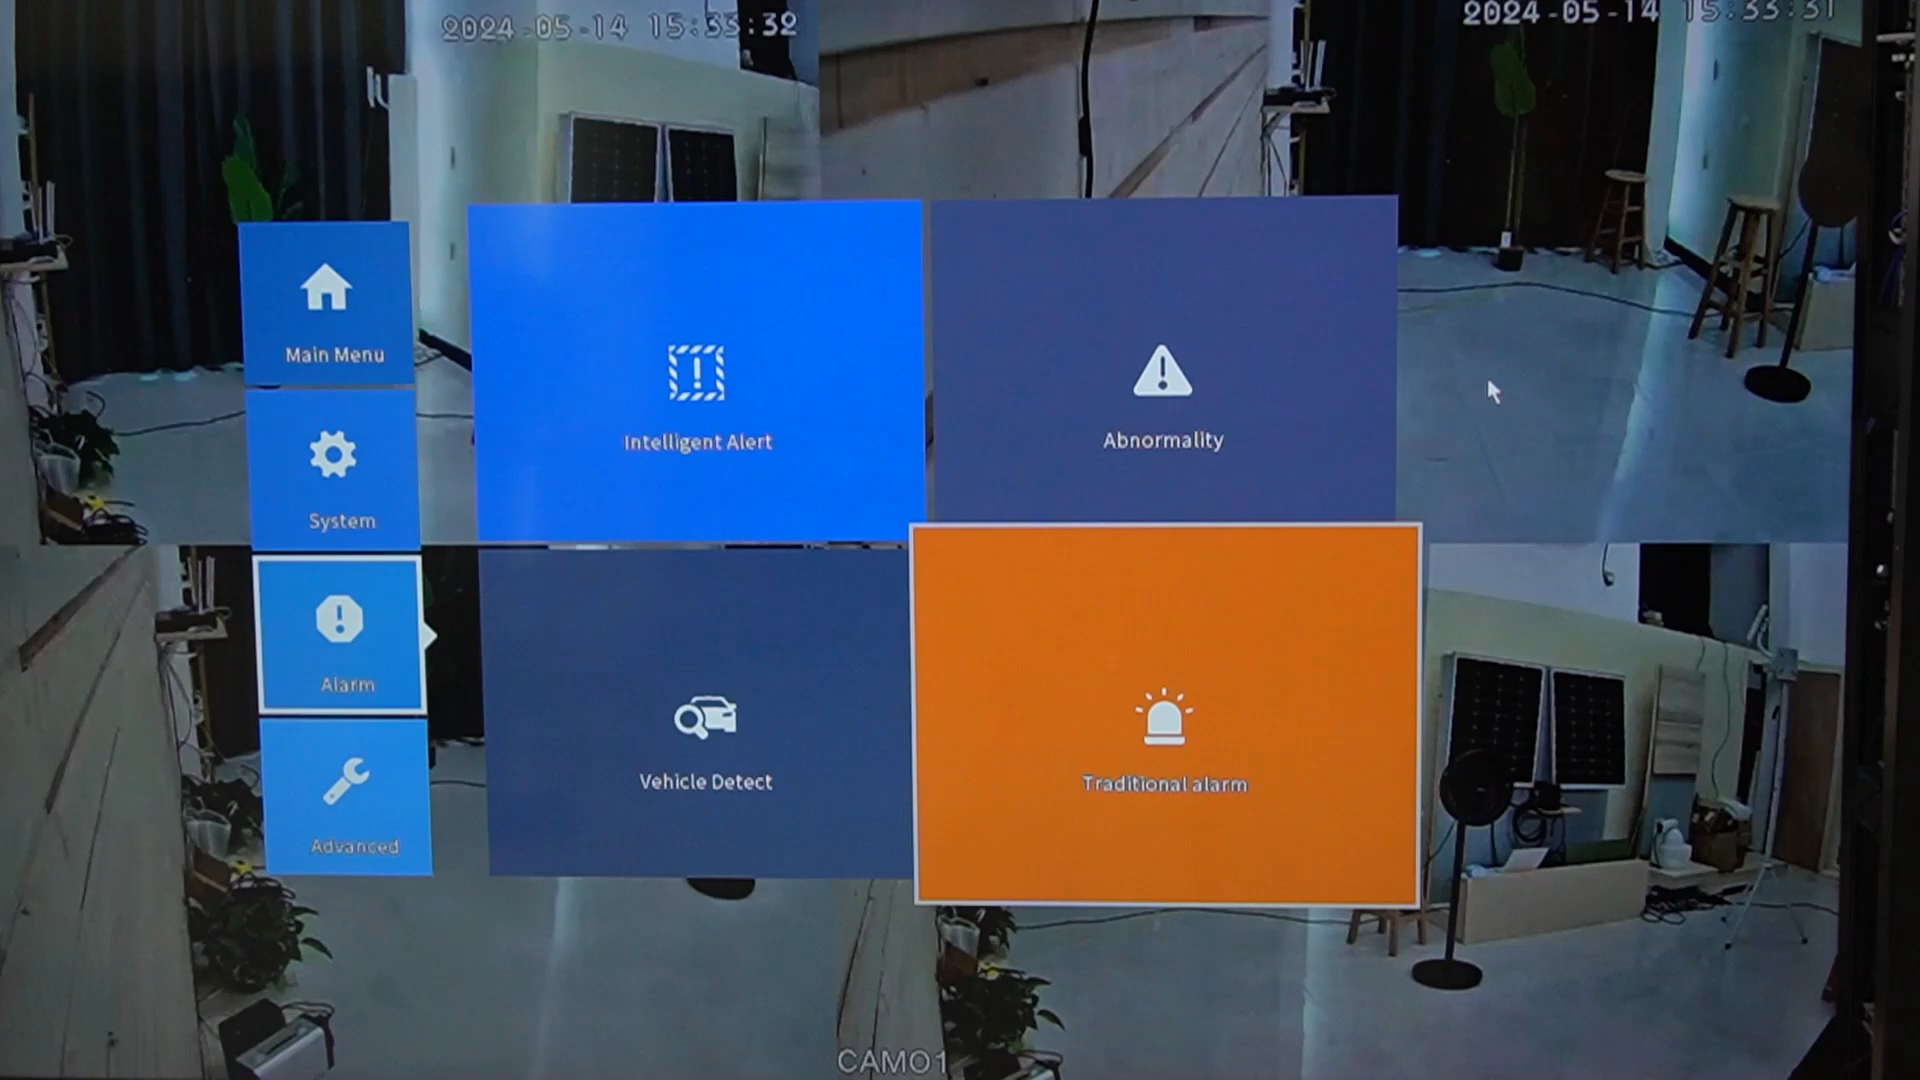 2024-05-14 15:33:32
2024-05-14 15:33:31
Main Menu
System
Alarm
Advanced
Intelligent Alert
Abnormality
Vehicle Detect
Traditional alarm
CAM01